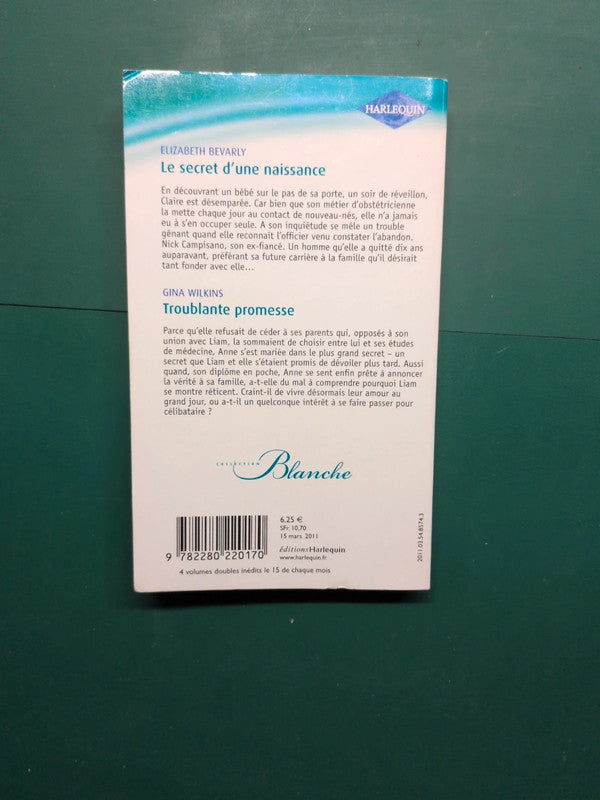 HARLEQUIN
ELIZABETH BEVARLY
Le secret d'une naissance
En découvrant un bébé sur le pas de sa porte, un soir de réveillon,
Claire est désemparée. Car bien que son métier d'obstétricienne
la mette chaque jour au contact de nouveau-nés, elle n'a jamais
eu à s'en occuper seule. A son inquiétude se mêle un trouble
gênant quand elle reconnaît l'officier venu constater l'abandon.
Nick Campisano, son ex-fiancé. Un homme qu'elle a quitté dix ans
auparavant, préférant sa future carrière à la famille qu'il désirait
tant fonder avec elle...
GINA WILKINS
Troublante promesse
Parce qu'elle refusait de céder à ses parents qui, opposés à son
union avec Liam, la sommaient de choisir entre lui et ses études
de médecine, Anne s'est mariée dans le plus grand secret – un
secret que Liam et elle s'étaient promis de dévoiler plus tard. Aussi
quand, son diplôme en poche, Anne se sent enfin prête à annoncer
la vérité à sa famille, a-t-elle du mal à comprendre pourquoi Liam
se montre réticent. Craint-il de vivre désormais leur amour au
grand jour, ou a-t-il un quelconque intérêt à se faire passer pour
célibataire ?
COLLECTION Blanche
6,25 €
SFr. 10,70
15 mars 2011
éditionsHarlequin
www.harlequin.fr
9 782280 220170
4 volumes doubles inédits le 15 de chaque mois
2011.03.54.8574.3